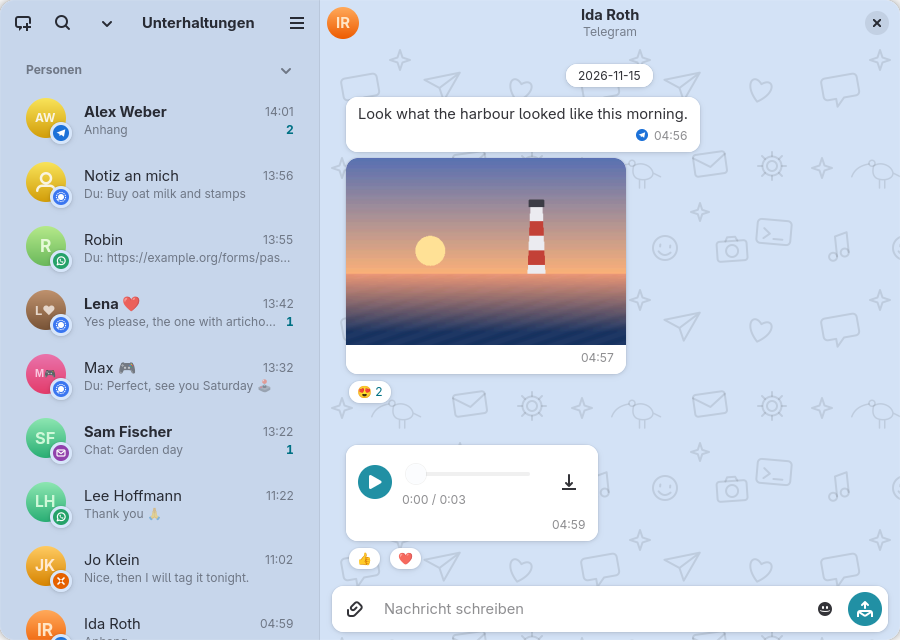 Unterhaltungen
Personen
AW
Alex Weber
14:01
Anhang
2
Notiz an mich
13:56
Du: Buy oat milk and stamps
R
Robin
13:55
Du: https://example.org/forms/pas...
L❤
Lena ❤️
13:42
Yes please, the one with articho...
1
M🎮
Max 🎮
13:32
Du: Perfect, see you Saturday 🕹️
SF
Sam Fischer
13:22
Chat: Garden day
1
LH
Lee Hoffmann
11:22
Thank you 🙏
JK
Jo Klein
11:02
Nice, then I will tag it tonight.
IR
Ida Roth
04:59
Anhang
IR
Ida Roth
Telegram
2026-11-15
Look what the harbour looked like this morning.
04:56
04:57
😍 2
0:00 / 0:03
04:59
👍
❤️
Nachricht schreiben